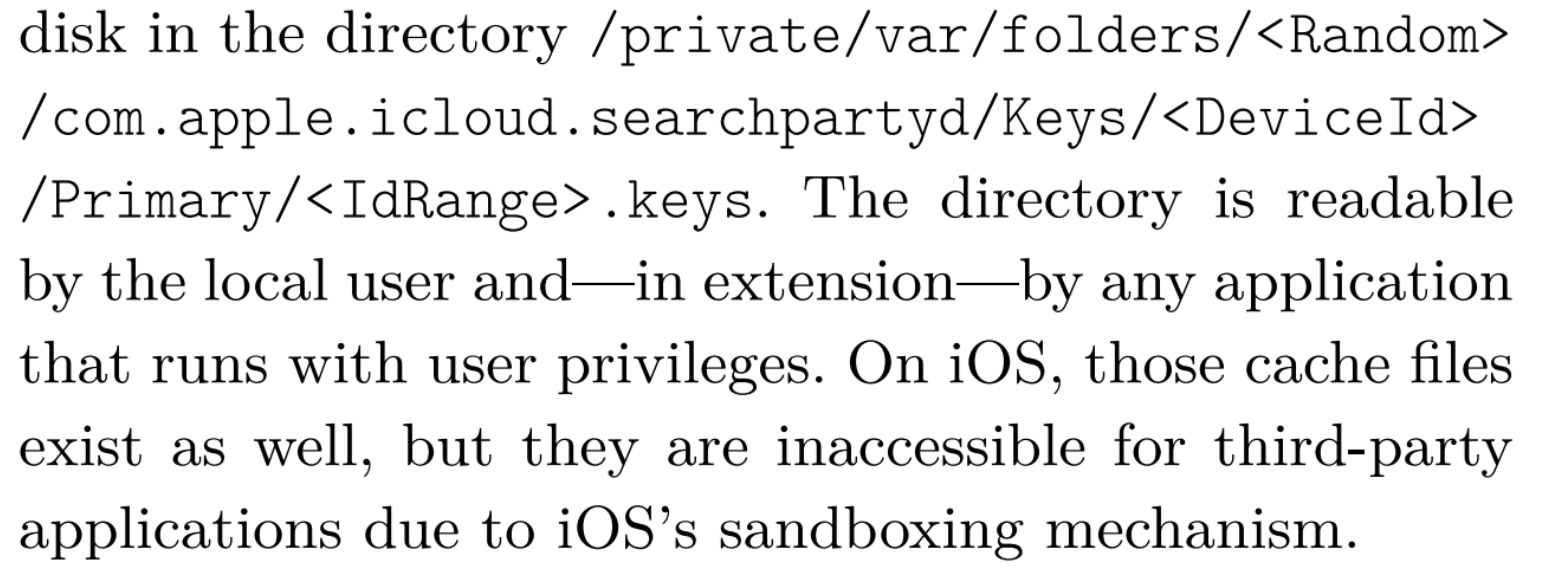 disk in the directory /private/var/folders/<Random>
/com.apple.icloud.searchpartyd/Keys/<DeviceId>
/Primary/<IdRange>.keys. The directory is readable
by the local user and—in extension—by any application
that runs with user privileges. On iOS, those cache files
exist as well, but they are inaccessible for third-party
applications due to iOS’s sandboxing mechanism.